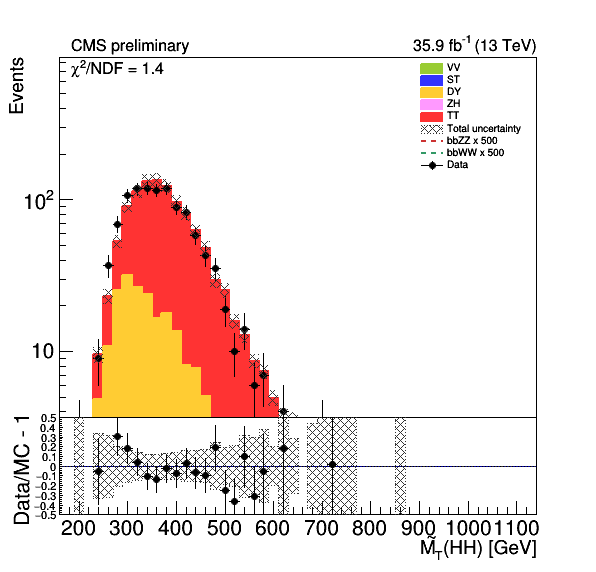 CMS preliminary
35.9 fb⁻¹ (13 TeV)
Events
χ²/NDF = 1.4
VV
ST
DY
ZH
TT
Total uncertainty
bbZZ x 500
bbWW x 500
Data
10²
10
Data/MC - 1
0.5
0.4
0.3
0.2
0.1
0
-0.1
-0.2
-0.3
-0.4
-0.5
200 300 400 500 600 700 800 900 1000 1100
M̃_T(HH) [GeV]